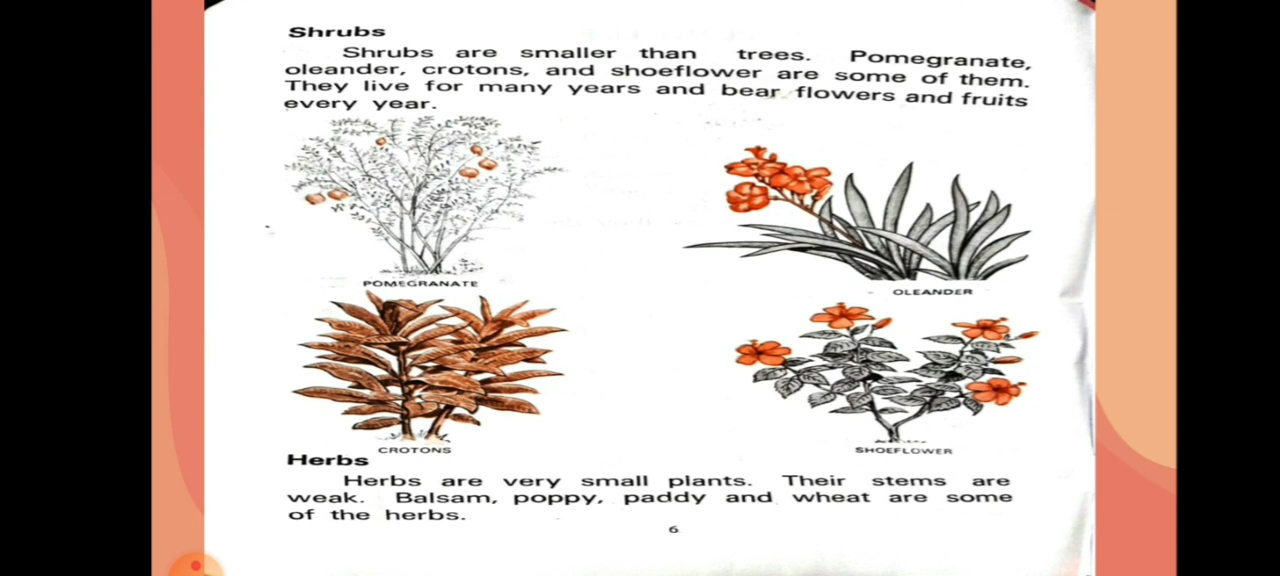 Shrubs
Shrubs are smaller than trees. Pomegranate,
oleander, crotons, and shoeflower are some of them.
They live for many years and bear flowers and fruits
every year.
POMEGRANATE
OLEANDER
CROTONS
SHOEFLOWER
Herbs
Herbs are very small plants. Their stems are
weak. Balsam, poppy, paddy and wheat are some
of the herbs.
6